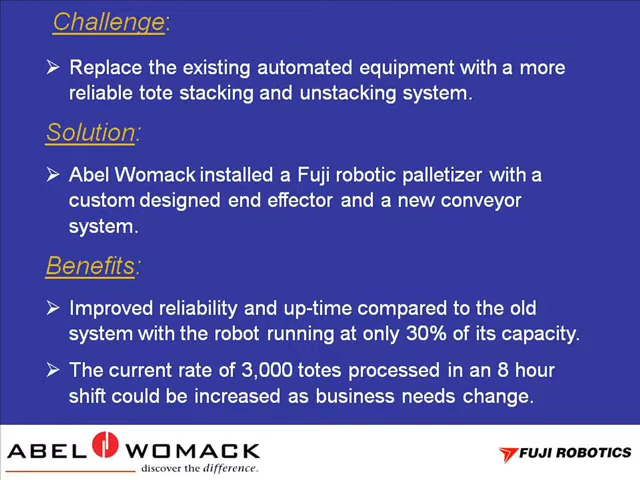 Challenge:
➢ Replace the existing automated equipment with a more
reliable tote stacking and unstacking system.
Solution:
➢ Abel Womack installed a Fuji robotic palletizer with a
custom designed end effector and a new conveyor
system.
Benefits:
➢ Improved reliability and up-time compared to the old
system with the robot running at only 30% of its capacity.
➢ The current rate of 3,000 totes processed in an 8 hour
shift could be increased as business needs change.
ABEL WOMACK
discover the difference.
FUJI ROBOTICS